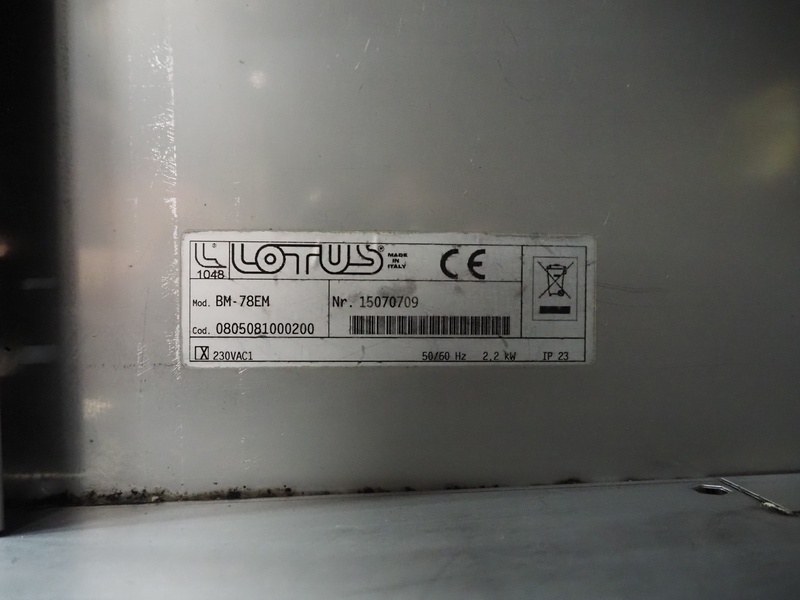 LOTUS®
MADE
IN
ITALY
CE
1048
Mod. BM-78EM
Nr. 15070709
Cod. 0805081000200
X 230VAC1 50/60 Hz 2.2 kW IP 23